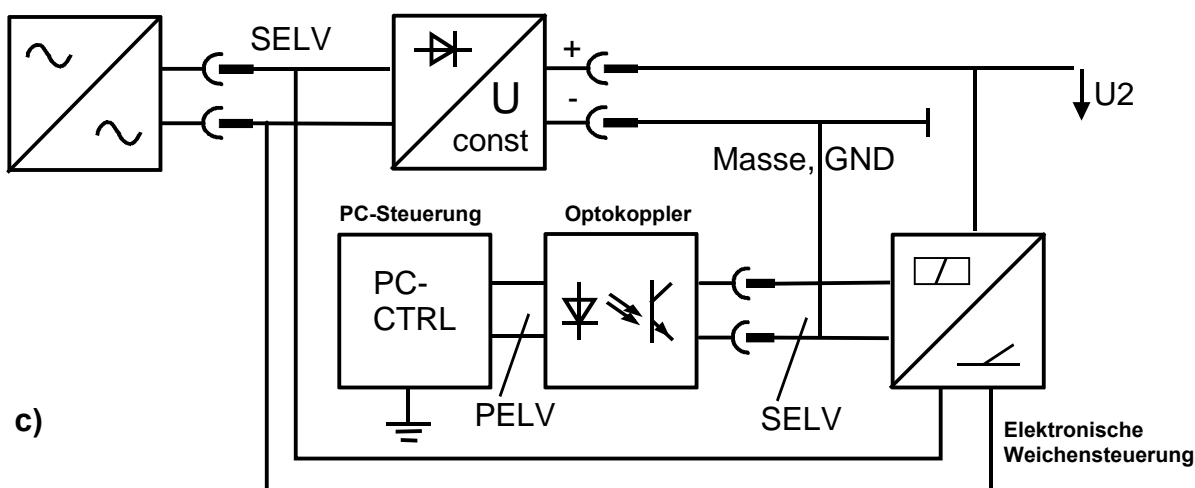 SELV
+
U2
U
const
-
Masse, GND
PC-Steuerung
Optokoppler
PC-
CTRL
PELV
SELV
c)
Elektronische
Weichensteuerung